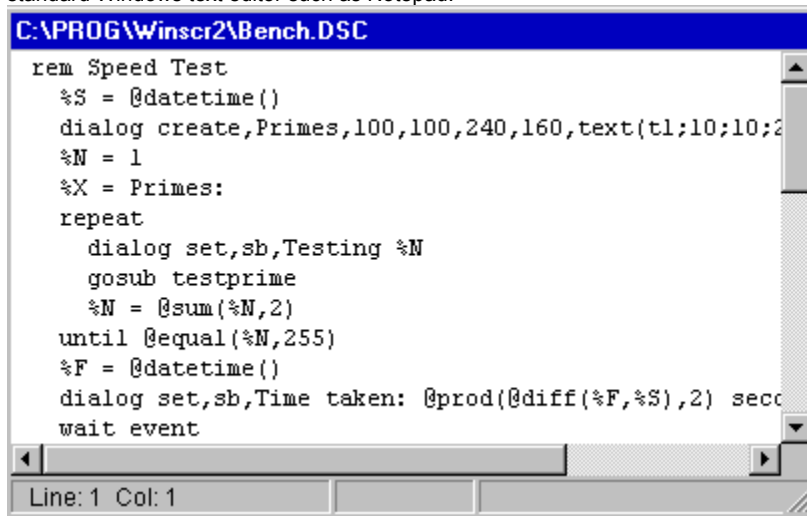 standard Windows text editor such as Notepad.
C:\PROG\Winscr2\Bench.DSC
rem Speed Test
%S = @datetime()
dialog create,Primes,100,100,240,160,text(t1;10;10;2
%N = 1
%X = Primes:
repeat
dialog set,sb,Testing %N
gosub testprime
%N = @sum(%N,2)
until @equal(%N,255)
%F = @datetime()
dialog set,sb,Time taken: @prod(@diff(%F,%S),2) seco
wait event
Line: 1 Col: 1